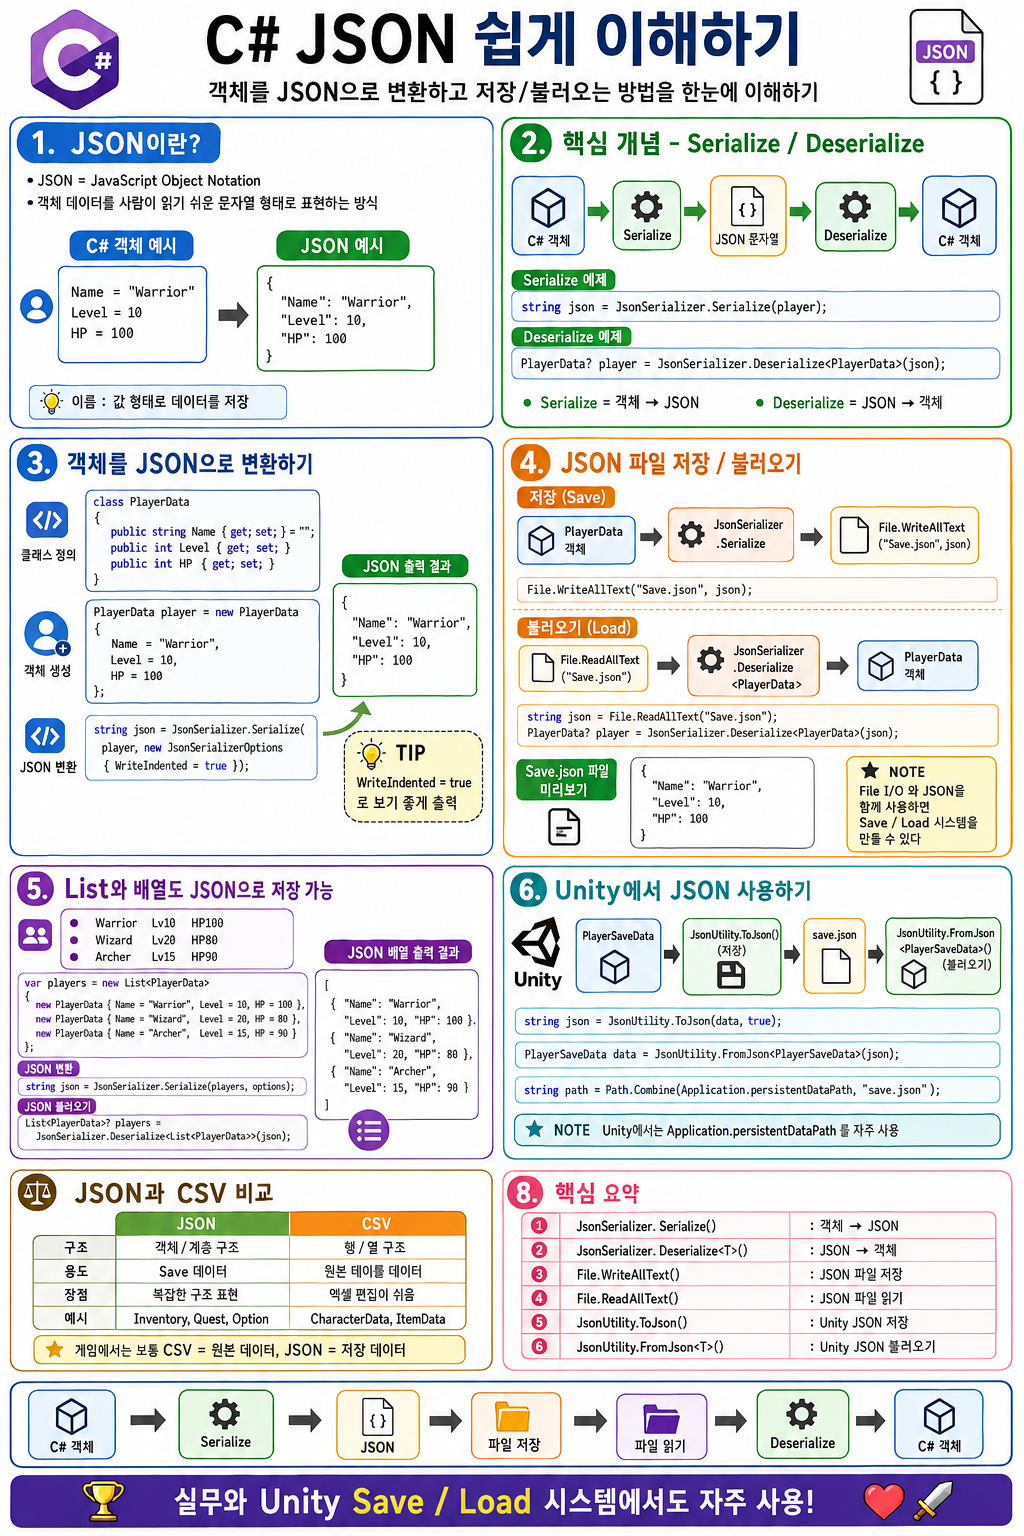 C#
C# JSON 쉽게 이해하기
객체를 JSON으로 변환하고 저장/불러오는 방법을 한눈에 이해하기
JSON
{ }
1. JSON이란?
• JSON = JavaScript Object Notation
• 객체 데이터를 사람이 읽기 쉬운 문자열 형태로 표현하는 방식
C# 객체 예시
Name = "Warrior"
Level = 10
HP = 100
JSON 예시
{
"Name": "Warrior",
"Level": 10,
"HP": 100
}
이름 : 값 형태로 데이터를 저장
2. 핵심 개념 - Serialize / Deserialize
C# 객체
Serialize
{ }
JSON 문자열
Deserialize
C# 객체
Serialize 예제
string json = JsonSerializer.Serialize(player);
Deserialize 예제
PlayerData? player = JsonSerializer.Deserialize<PlayerData>(json);
• Serialize = 객체 → JSON
• Deserialize = JSON → 객체
3. 객체를 JSON으로 변환하기
</>
클래스 정의
class PlayerData
{
public string Name { get; set; } = "";
public int Level { get; set; }
public int HP { get; set; }
}
객체 생성
PlayerData player = new PlayerData
{
Name = "Warrior",
Level = 10,
HP = 100
};
</>
JSON 변환
string json = JsonSerializer.Serialize(
player, new JsonSerializerOptions
{ WriteIndented = true });
JSON 출력 결과
{
"Name": "Warrior",
"Level": 10,
"HP": 100
}
TIP
WriteIndented = true
로 보기 좋게 출력
4. JSON 파일 저장 / 불러오기
저장 (Save)
PlayerData
객체
JsonSerializer
.Serialize
File.WriteAllText
("Save.json", json)
File.WriteAllText("Save.json", json);
불러오기 (Load)
File.ReadAllText
("Save.json")
JsonSerializer
.Deserialize
<PlayerData>
PlayerData
객체
string json = File.ReadAllText("Save.json");
PlayerData? player = JsonSerializer.Deserialize<PlayerData>(json);
Save.json 파일
미리보기
{
"Name": "Warrior",
"Level": 10,
"HP": 100
}
★ NOTE
File I/O 와 JSON을
함께 사용하면
Save / Load 시스템을
만들 수 있다
5. List와 배열도 JSON으로 저장 가능
• Warrior Lv10 HP100
• Wizard Lv20 HP80
• Archer Lv15 HP90
var players = new List<PlayerData>
{
new PlayerData { Name = "Warrior", Level = 10, HP = 100 },
new PlayerData { Name = "Wizard", Level = 20, HP = 80 },
new PlayerData { Name = "Archer", Level = 15, HP = 90 }
};
JSON 변환
string json = JsonSerializer.Serialize(players, options);
JSON 불러오기
List<PlayerData>? players =
JsonSerializer.Deserialize<List<PlayerData>>(json);
JSON 배열 출력 결과
[
{ "Name": "Warrior",
"Level": 10, "HP": 100 },
{ "Name": "Wizard",
"Level": 20, "HP": 80 },
{ "Name": "Archer",
"Level": 15, "HP": 90 }
]
6. Unity에서 JSON 사용하기
Unity
PlayerSaveData
JsonUtility.ToJson()
(저장)
save.json
JsonUtility.FromJson
<PlayerSaveData>()
(불러오기)
string json = JsonUtility.ToJson(data, true);
PlayerSaveData data = JsonUtility.FromJson<PlayerSaveData>(json);
string path = Path.Combine(Application.persistentDataPath, "save.json" );
★ NOTE Unity에서는 Application.persistentDataPath 를 자주 사용
JSON과 CSV 비교
JSON CSV
구조 객체 / 계층 구조 행 / 열 구조
용도 Save 데이터 원본 테이블 데이터
장점 복잡한 구조 표현 엑셀 편집이 쉬움
예시 Inventory, Quest, Option CharacterData, ItemData
★ 게임에서는 보통 CSV = 원본 데이터, JSON = 저장 데이터
8. 핵심 요약
1 JsonSerializer. Serialize() : 객체 → JSON
2 JsonSerializer. Deserialize<T>() : JSON → 객체
3 File.WriteAllText() : JSON 파일 저장
4 File.ReadAllText() : JSON 파일 읽기
5 JsonUtility.ToJson() : Unity JSON 저장
6 JsonUtility.FromJson<T>() : Unity JSON 불러오기
C# 객체
Serialize
{ }
JSON
파일 저장
파일 읽기
Deserialize
C# 객체
실무와 Unity Save / Load 시스템에서도 자주 사용!